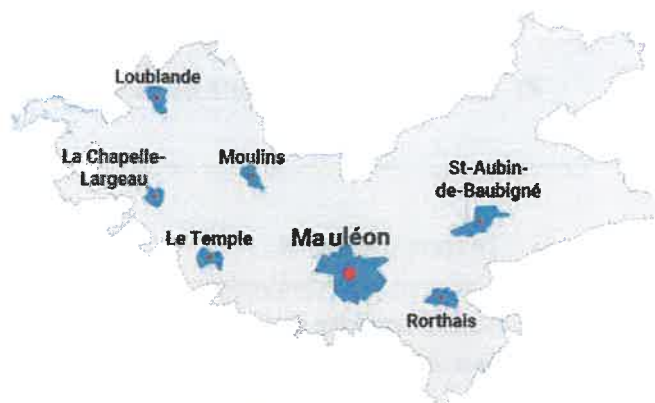 Loublande
La Chapelle-
Largeau
Moulins
St-Aubin-
de-Baubigné
Le Temple
Mauléon
Rorthais